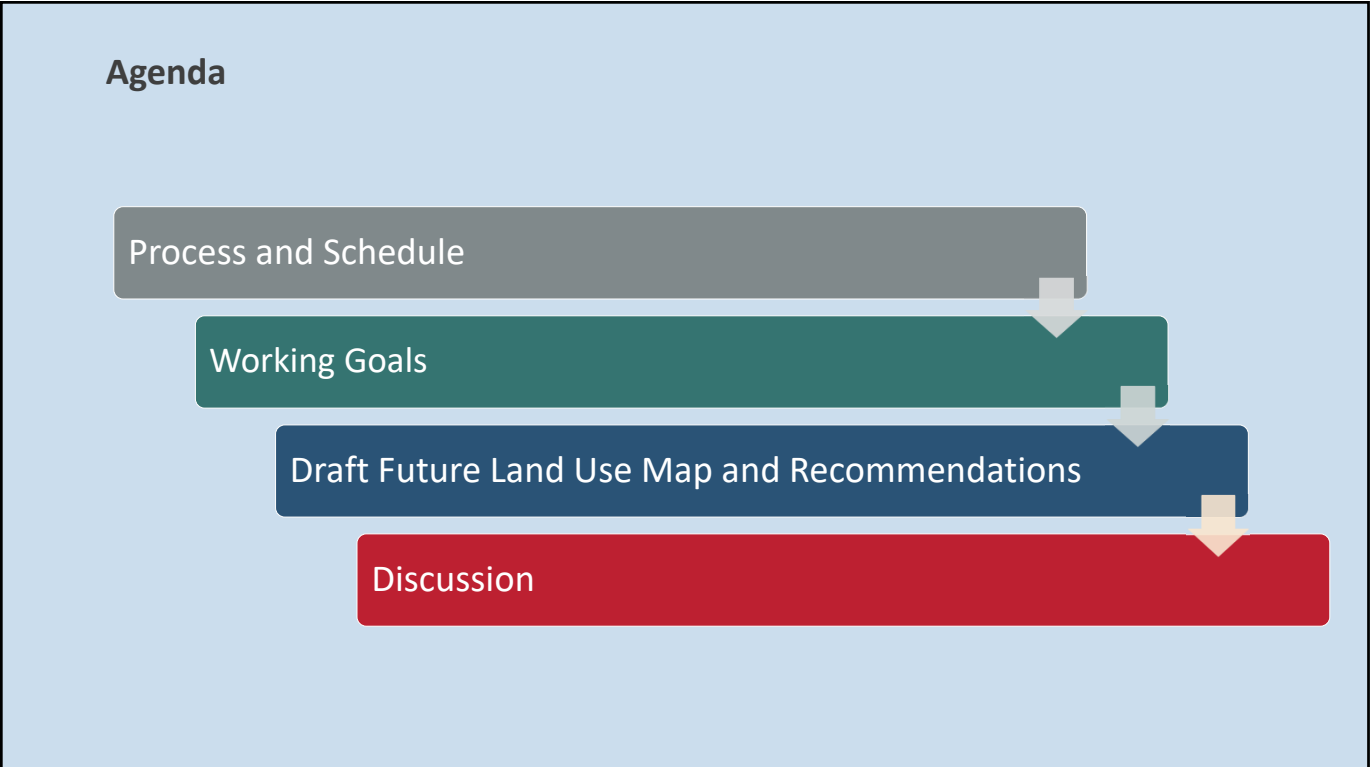 Agenda
Process and Schedule
Working Goals
Draft Future Land Use Map and Recommendations
Discussion